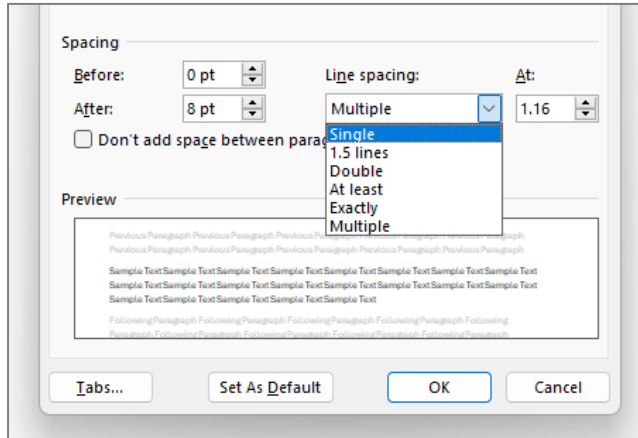 Spacing
Before: 0 pt Line spacing: At:
After: 8 pt Multiple 1.16
Don't add space between parag
Single
1.5 lines
Double
At least
Exactly
Multiple
Preview
Previous Paragraph Previous Paragraph Previous Paragraph Previous Paragraph Previous Paragraph
Previous Paragraph Previous Paragraph Previous Paragraph Previous Paragraph Previous Paragraph
Sample Text Sample Text Sample Text Sample Text Sample Text Sample Text Sample Text Sample Text
Sample Text Sample Text Sample Text Sample Text Sample Text Sample Text Sample Text Sample Text
Sample Text Sample Text Sample Text Sample Text Sample Text
Following Paragraph Following Paragraph Following Paragraph Following
Paragraph Following Paragraph Following Paragraph Following Paragraph
Tabs... Set As Default OK Cancel